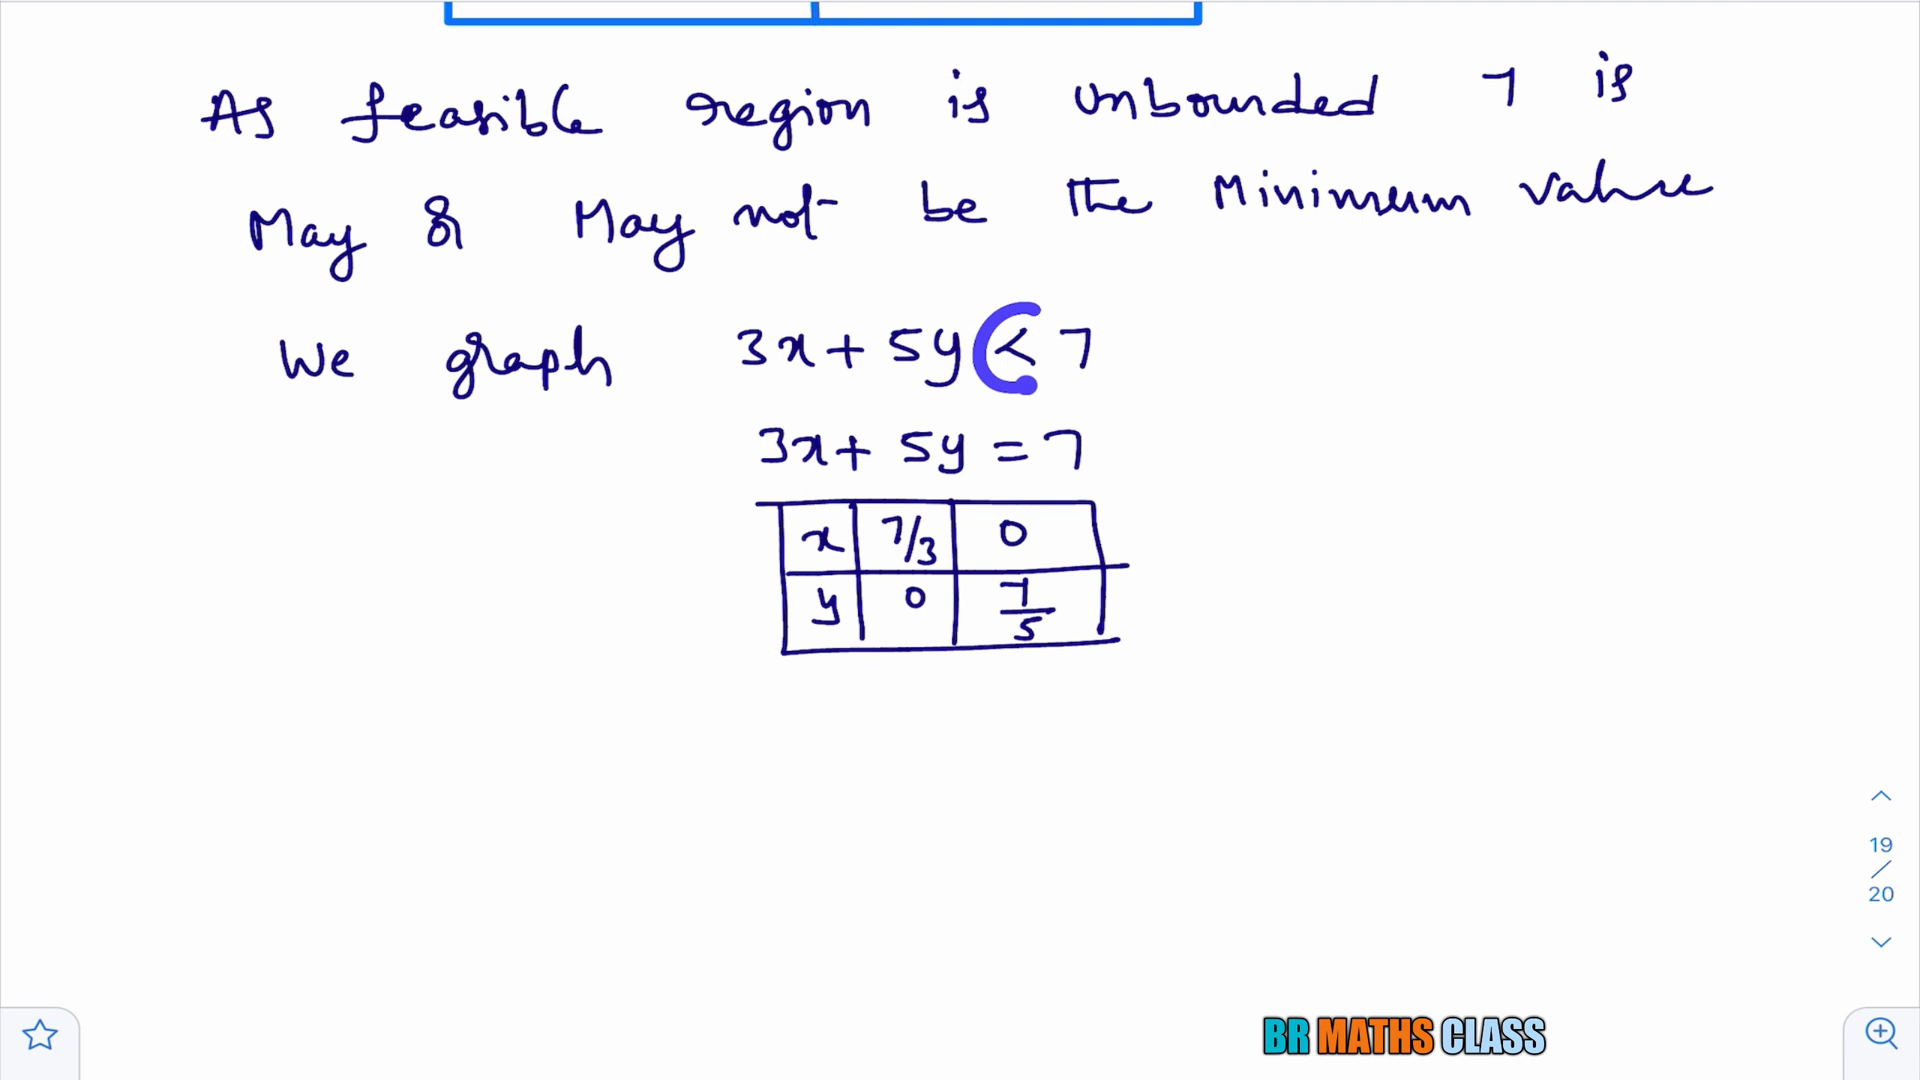 As feasible region is unbounded 7 is
May & May not be the Minimum value
We graph 3x + 5y < 7
3x + 5y = 7
x 7/3 0
y 0 7/5
19
/
20
BR MATHS CLASS